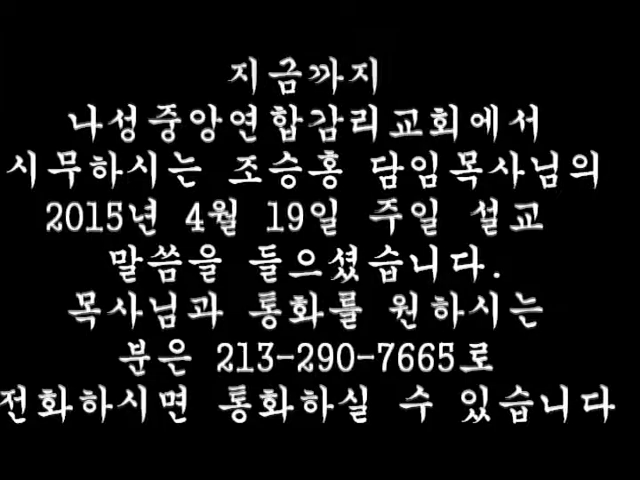 지금까지
나성중앙연합감리교회에서
시무하시는 조승홍 담임목사님의
2015년 4월 19일 주일 설교
말씀을 들으셨습니다.
목사님과 통화를 원하시는
분은 213-290-7665로
전화하시면 통화하실 수 있습니다